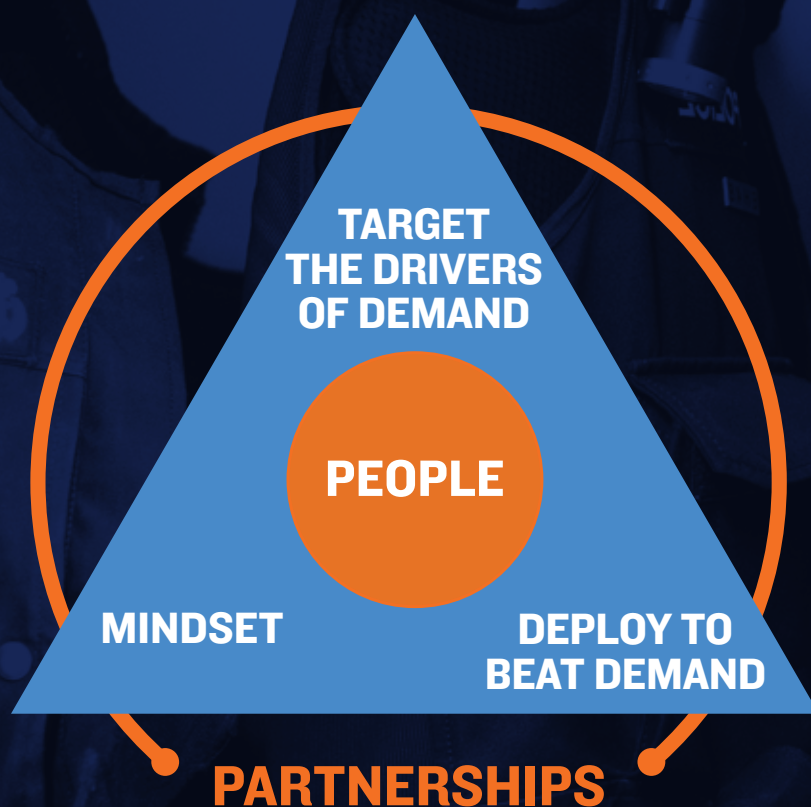 TARGET
THE DRIVERS
OF DEMAND
PEOPLE
MINDSET
DEPLOY TO
BEAT DEMAND
PARTNERSHIPS